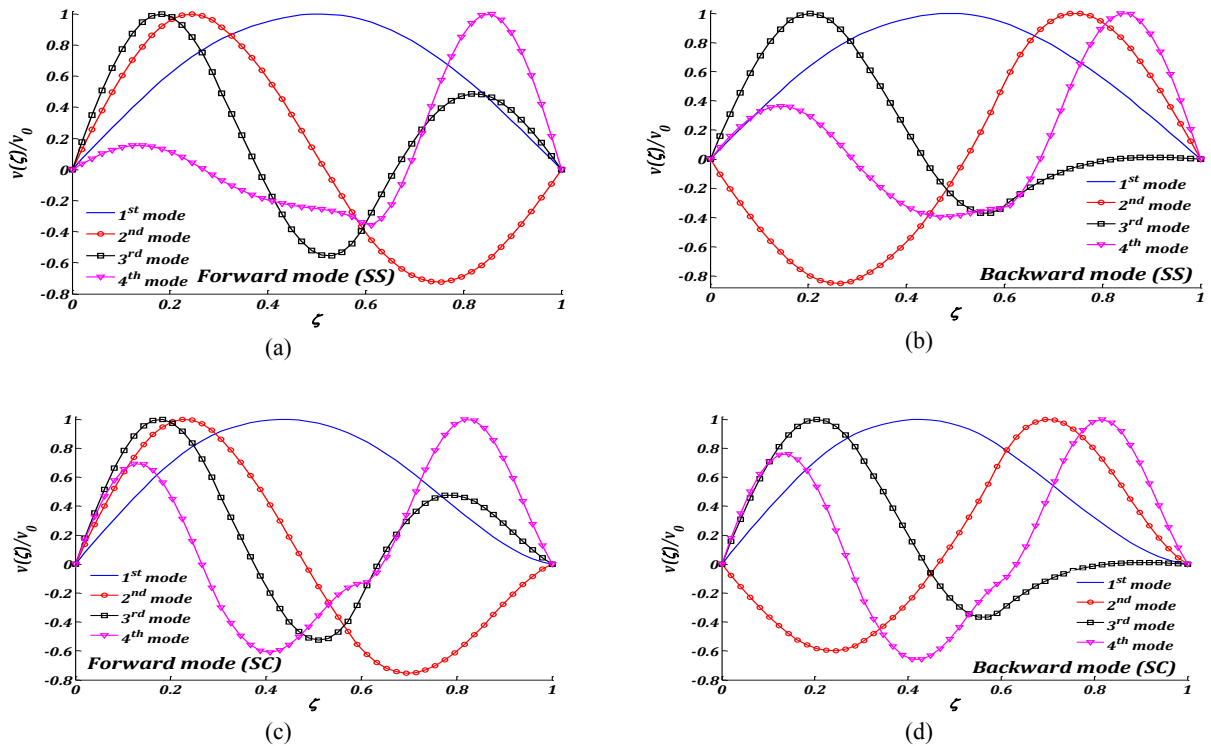 1
0.8
0.6
0.4
0.2
0
-0.2
-0.4
-0.6
-0.8
v(ζ)/v₀
1ˢᵗ mode
2ⁿᵈ mode
3ʳᵈ mode
4ᵗʰ mode
Forward mode (SS)
0 0.2 0.4 0.6 0.8 1
ζ
(a)
1
0.8
0.6
0.4
0.2
0
-0.2
-0.4
-0.6
-0.8
v(ζ)/v₀
1ˢᵗ mode
2ⁿᵈ mode
3ʳᵈ mode
4ᵗʰ mode
Backward mode (SS)
0 0.2 0.4 0.6 0.8 1
ζ
(b)
1
0.8
0.6
0.4
0.2
0
-0.2
-0.4
-0.6
-0.8
v(ζ)/v₀
1ˢᵗ mode
2ⁿᵈ mode
3ʳᵈ mode
4ᵗʰ mode
Forward mode (SC)
0 0.2 0.4 0.6 0.8 1
ζ
(c)
1
0.8
0.6
0.4
0.2
0
-0.2
-0.4
-0.6
-0.8
v(ζ)/v₀
1ˢᵗ mode
2ⁿᵈ mode
3ʳᵈ mode
4ᵗʰ mode
Backward mode (SC)
0 0.2 0.4 0.6 0.8 1
ζ
(d)